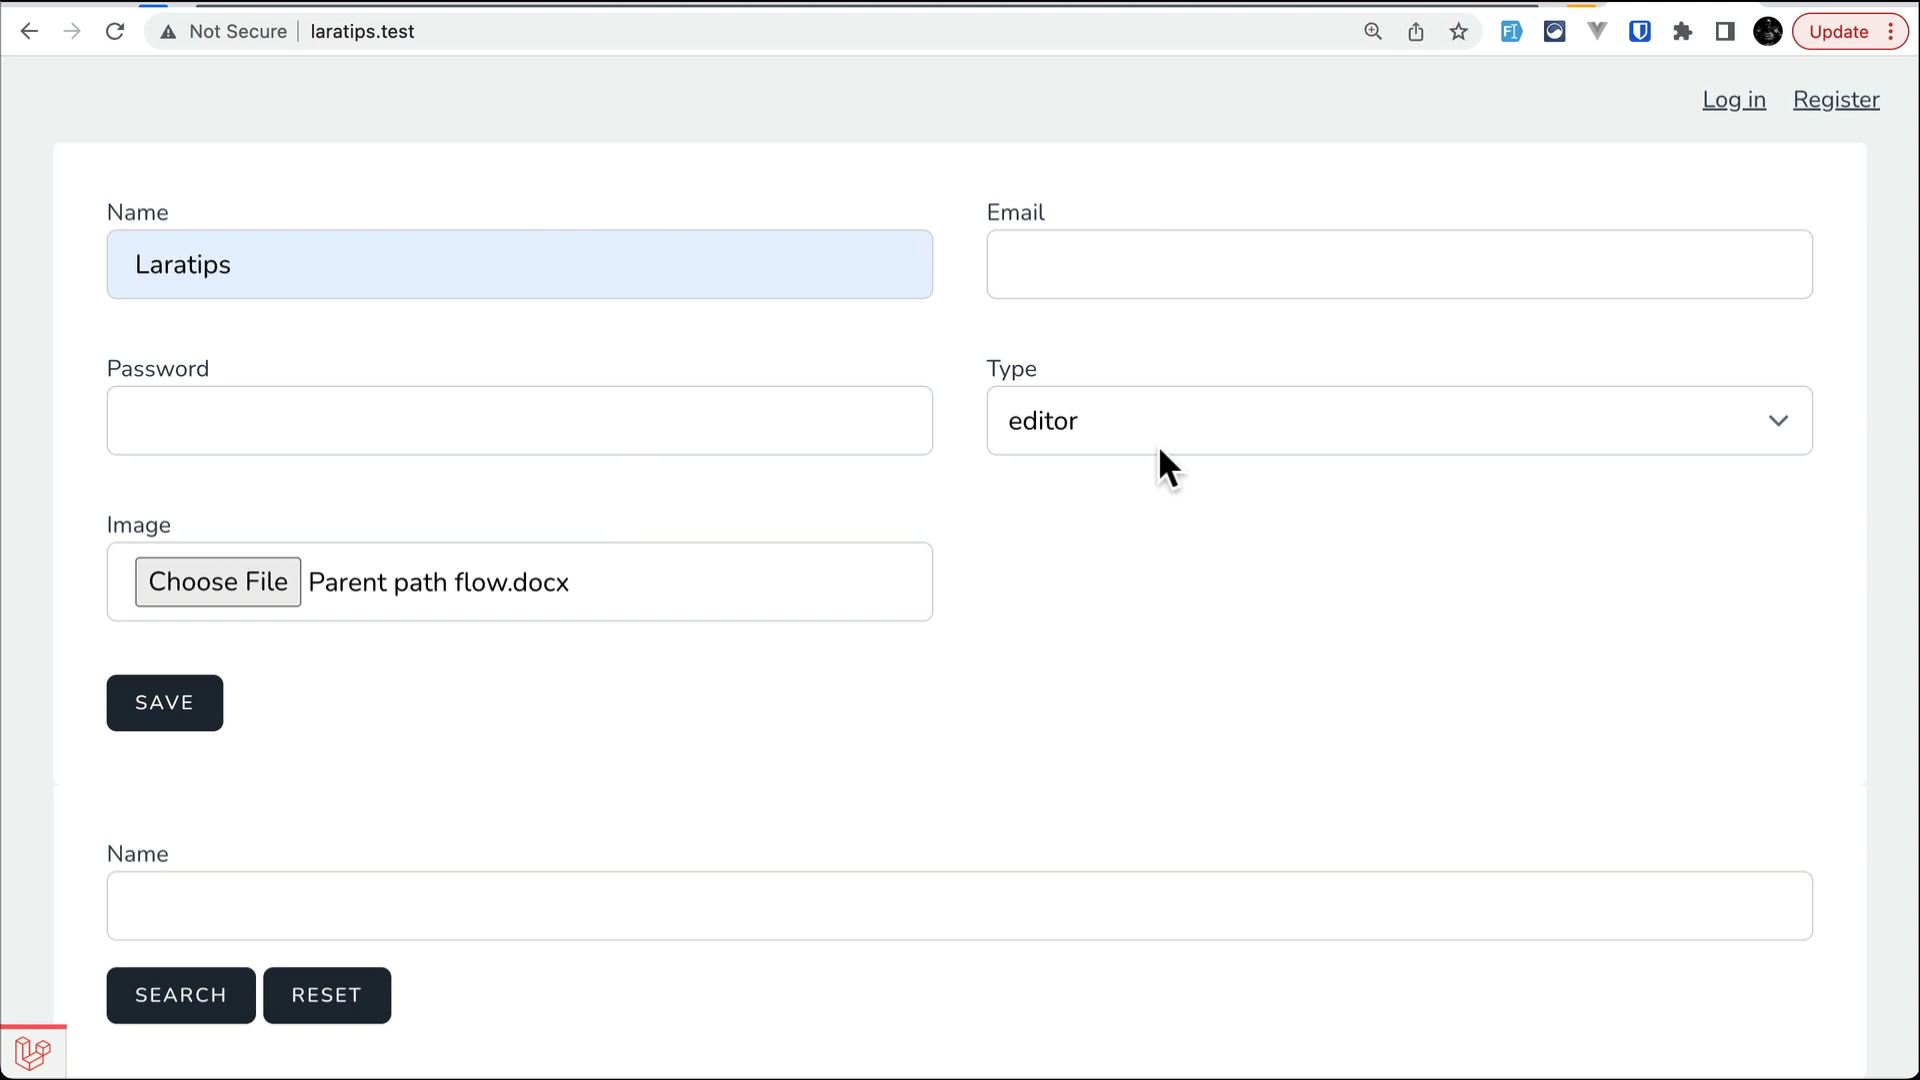 Not Secure laratips.test Update
Log in Register
Name Email
Laratips
Password Type
editor
Image
Choose File Parent path flow.docx
SAVE
Name
SEARCH RESET